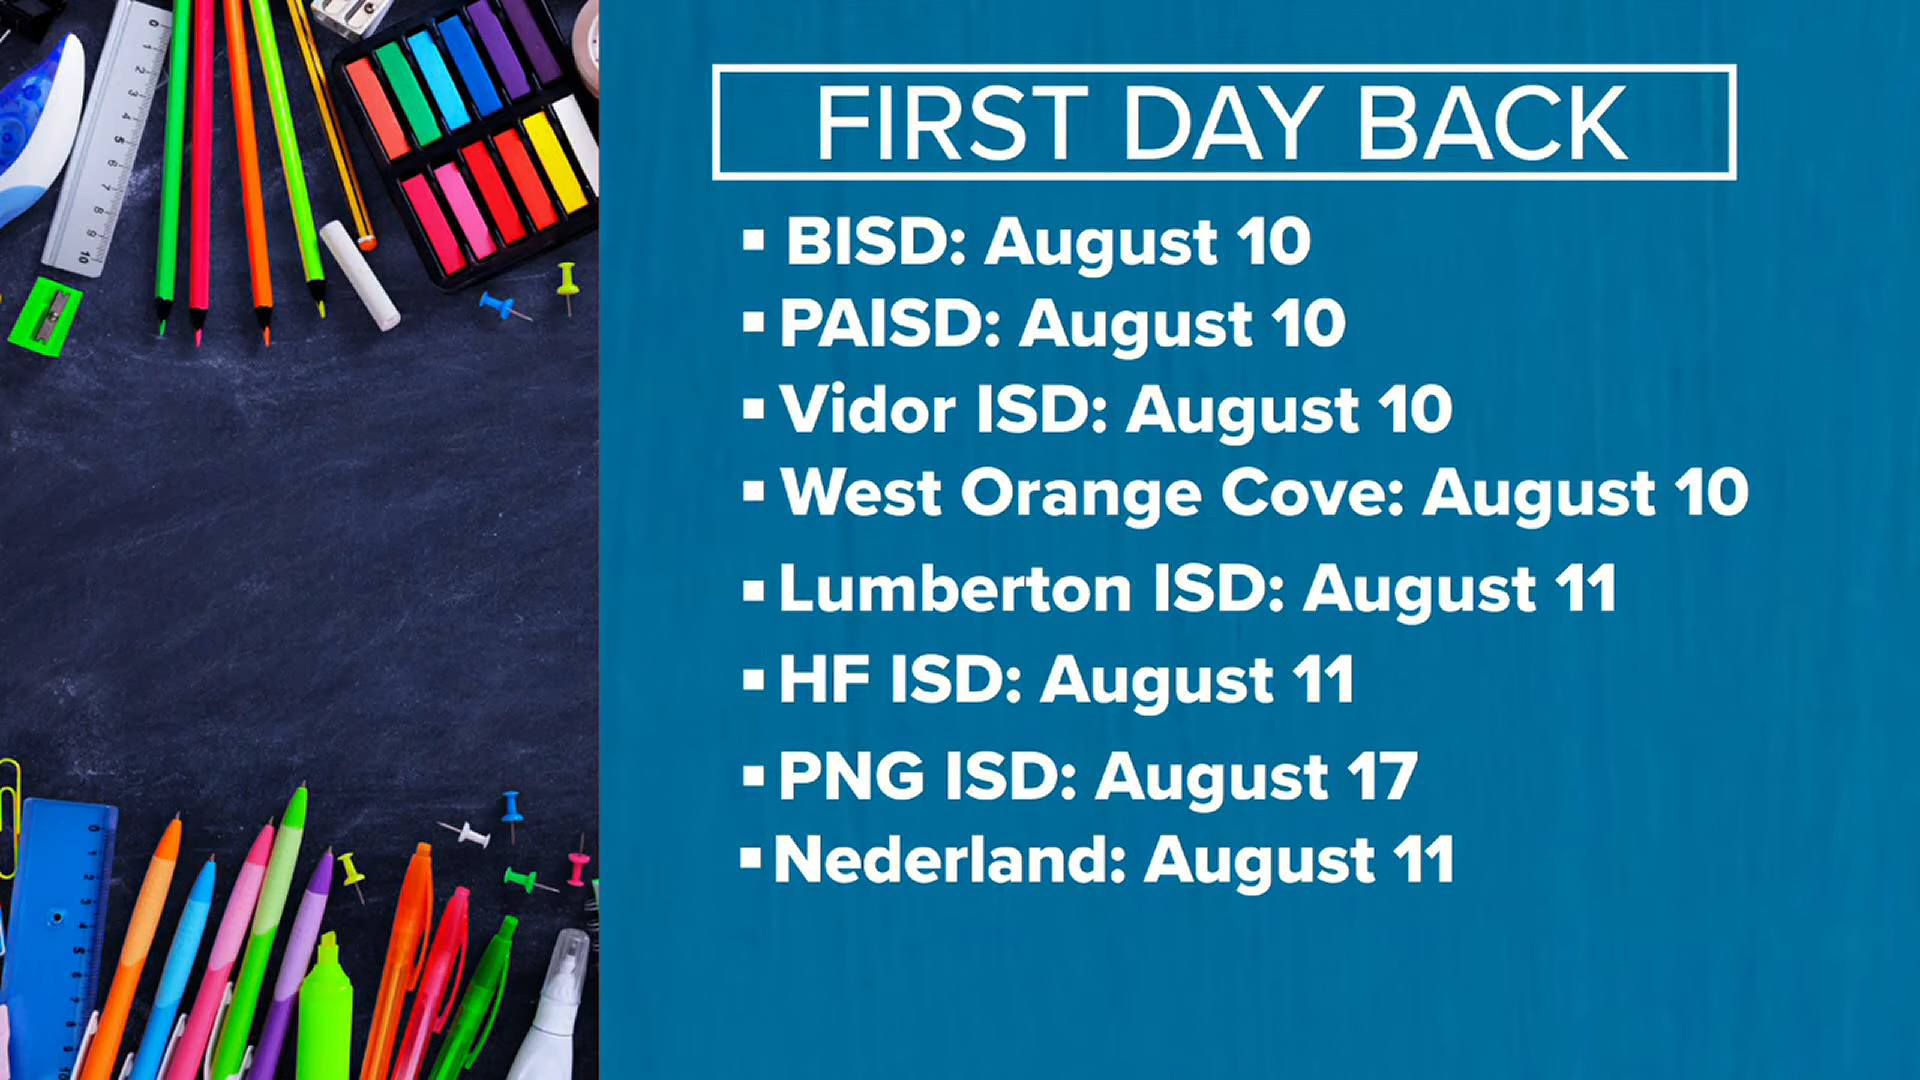 FIRST DAY BACK
▪ BISD: August 10
▪ PAISD: August 10
▪ Vidor ISD: August 10
▪ West Orange Cove: August 10
▪ Lumberton ISD: August 11
▪ HF ISD: August 11
▪ PNG ISD: August 17
▪ Nederland: August 11